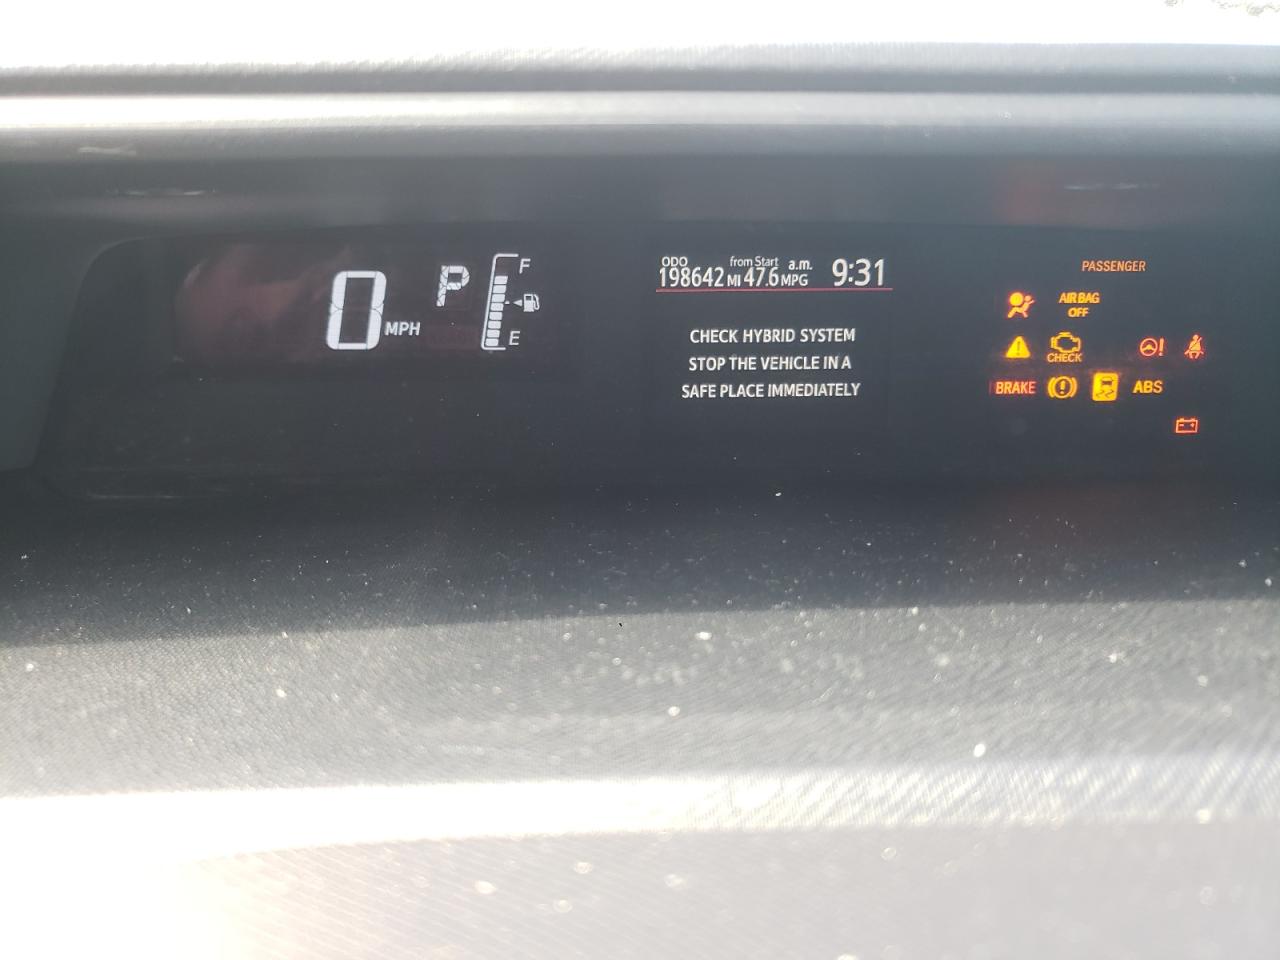 0 MPH
P
F
E
ODO from Start a.m.
198642 MI 47.6 MPG 9:31
CHECK HYBRID SYSTEM
STOP THE VEHICLE IN A
SAFE PLACE IMMEDIATELY
PASSENGER
AIR BAG
OFF
CHECK
BRAKE ABS